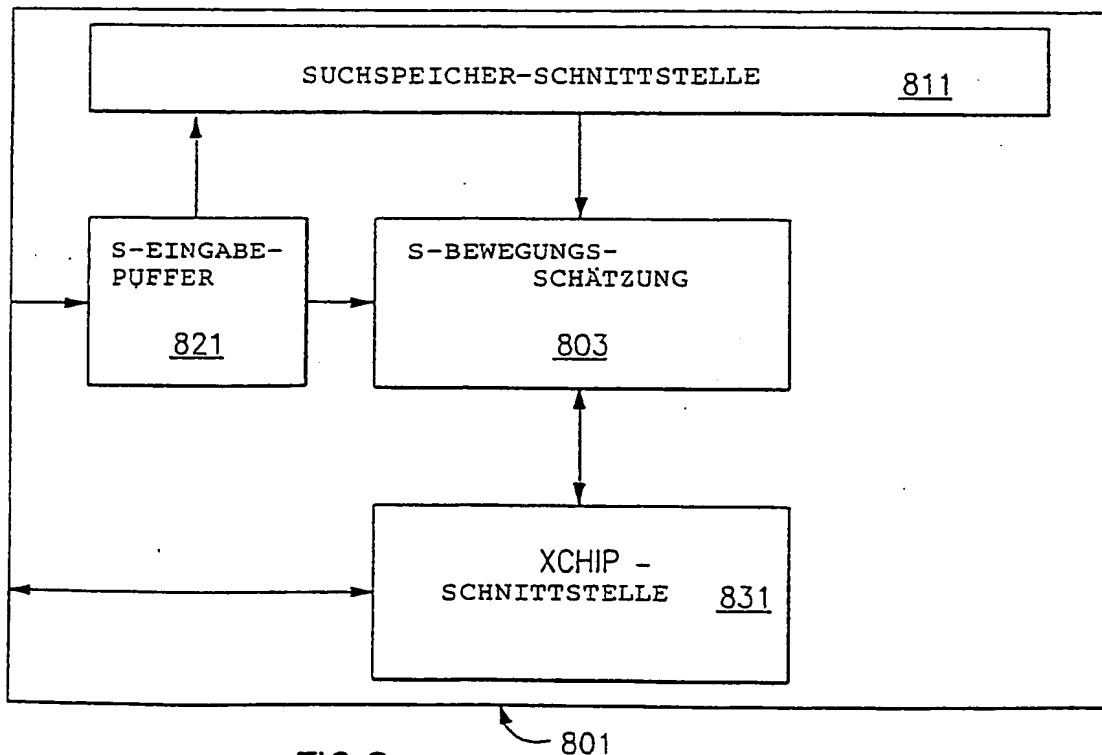 SUCHSPEICHER-SCHNITTSTELLE 811
S-EINGABE-
PUFFER
821
S-BEWEGUNGS-
SCHÄTZUNG
803
XCHIP -
SCHNITTSTELLE 831
801